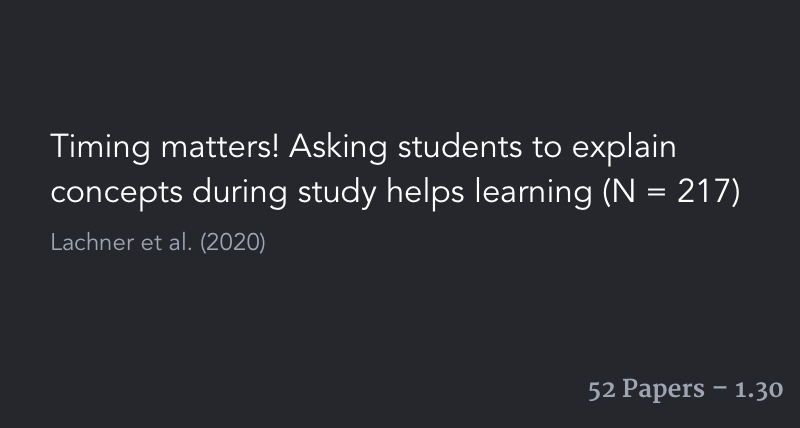 Timing matters! Asking students to explain
concepts during study helps learning (N = 217)
Lachner et al. (2020)
52 Papers – 1.30